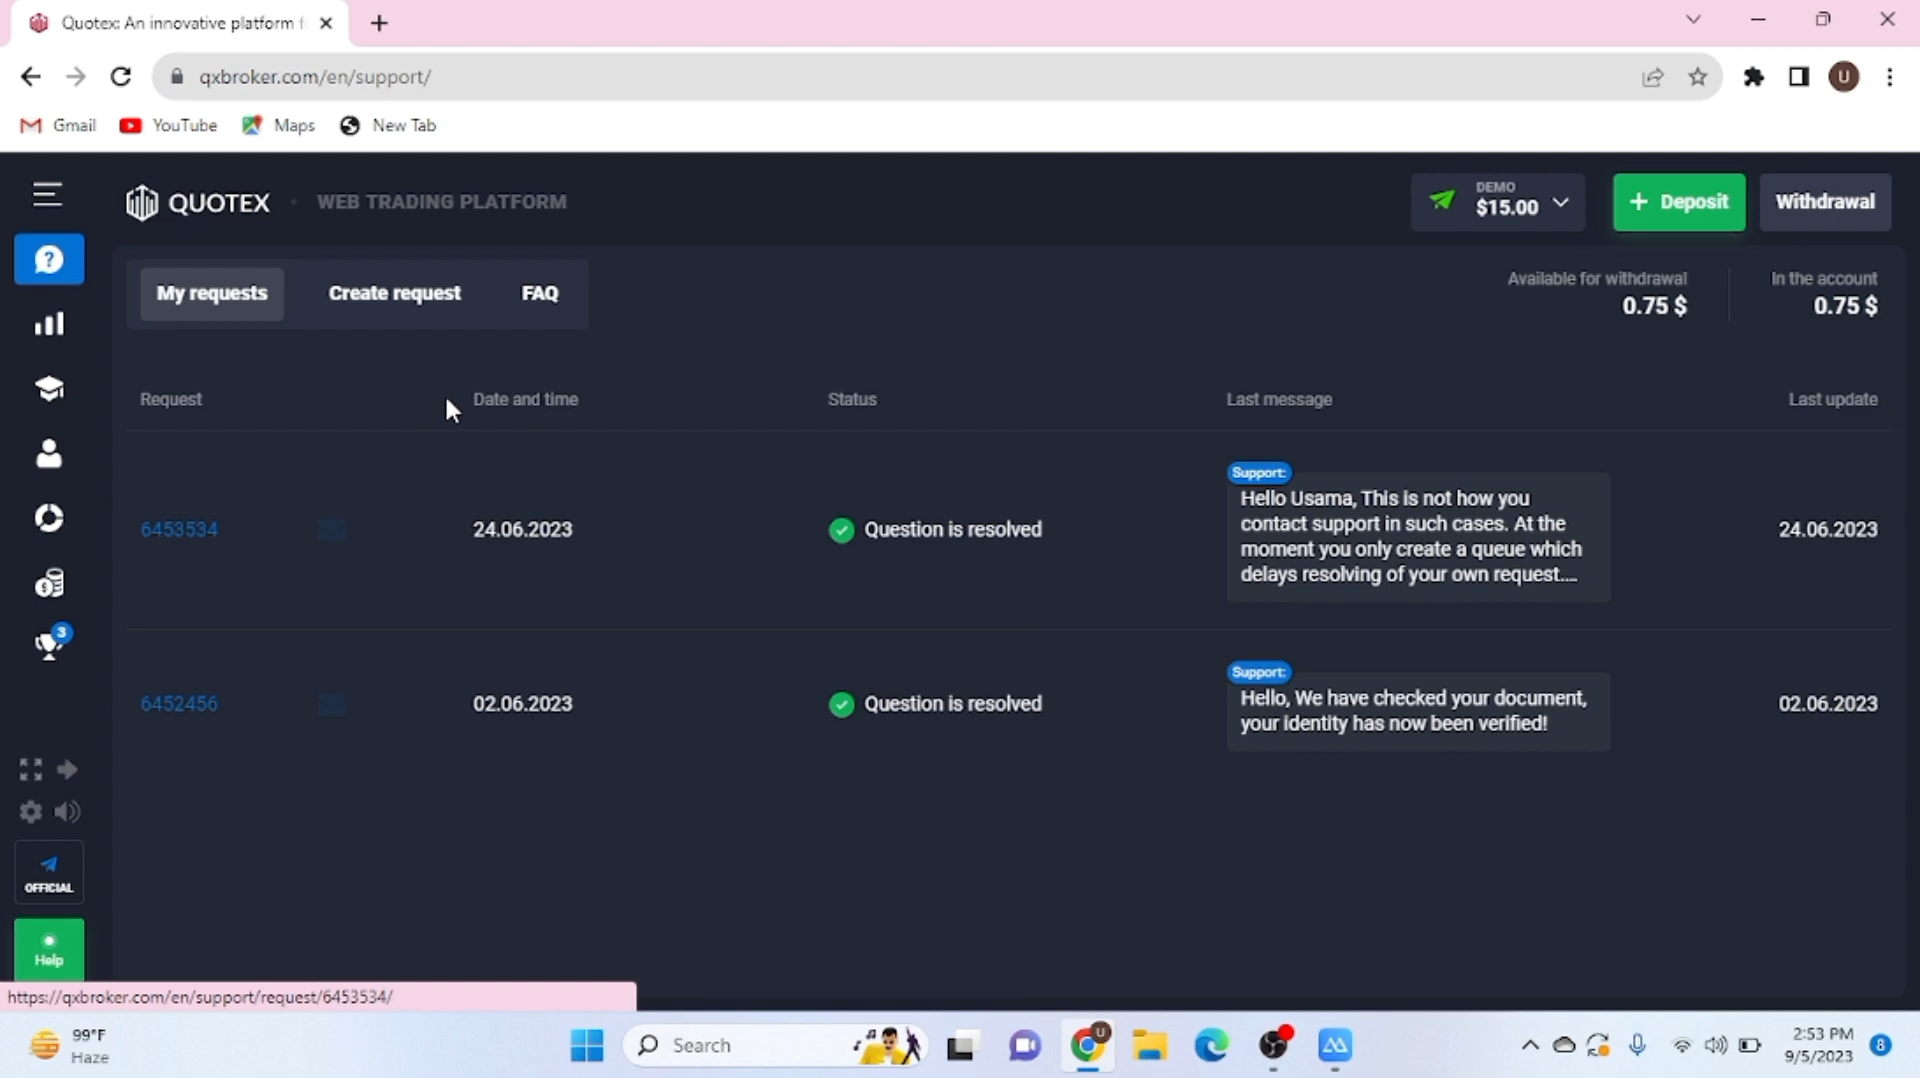 Quotex: An innovative platform f
qxbroker.com/en/support/
U
Gmail
YouTube
Maps
New Tab
QUOTEX
WEB TRADING PLATFORM
DEMO
$15.00
+ Deposit
Withdrawal
My requests
Create request
FAQ
Available for withdrawal
0.75 $
In the account
0.75 $
Request
Date and time
Status
Last message
Last update
6453534
24.06.2023
Question is resolved
Support:
Hello Usama, This is not how you
contact support in such cases. At the
moment you only create a queue which
delays resolving of your own request....
24.06.2023
6452456
02.06.2023
Question is resolved
Support:
Hello, We have checked your document,
your identity has now been verified!
02.06.2023
3
OFFICIAL
Help
https://qxbroker.com/en/support/request/6453534/
99°F
Haze
Search
U
2:53 PM
9/5/2023
8